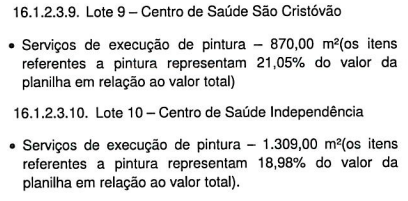 16.1.2.3.9. Lote 9 – Centro de Saúde São Cristóvão
• Serviços de execução de pintura – 870,00 m²(os itens
referentes a pintura representam 21,05% do valor da
planilha em relação ao valor total)
16.1.2.3.10. Lote 10 – Centro de Saúde Independência
• Serviços de execução de pintura – 1.309,00 m²(os itens
referentes a pintura representam 18,98% do valor da
planilha em relação ao valor total).